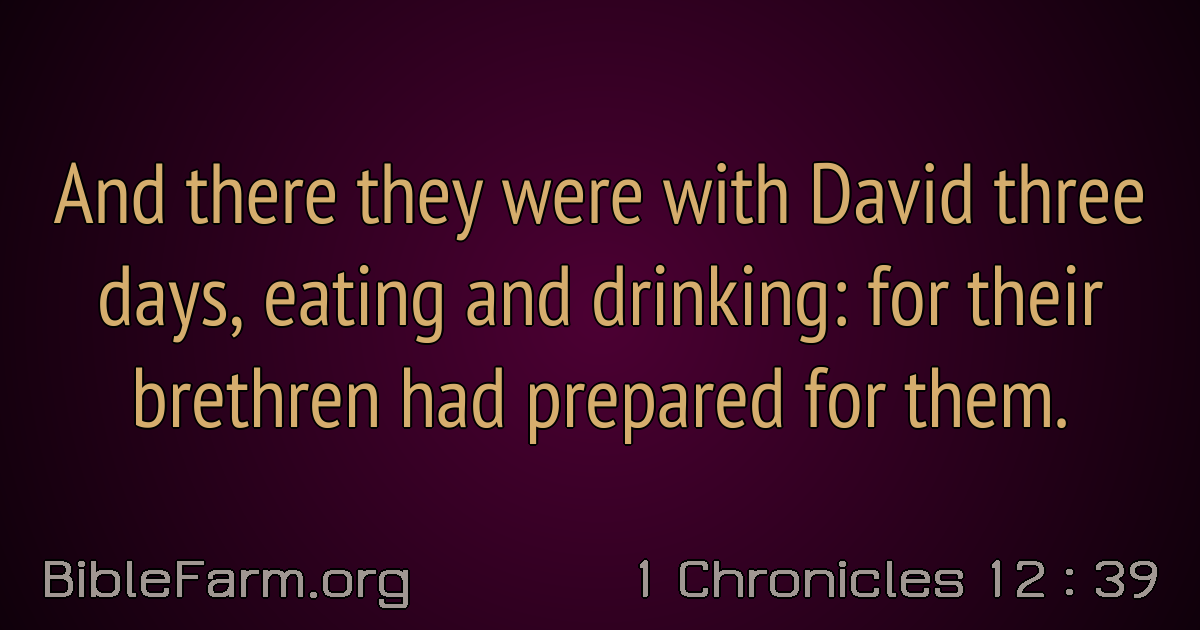 And there they were with David three
days, eating and drinking: for their
brethren had prepared for them.
BibleFarm.org
1 Chronicles 12 : 39